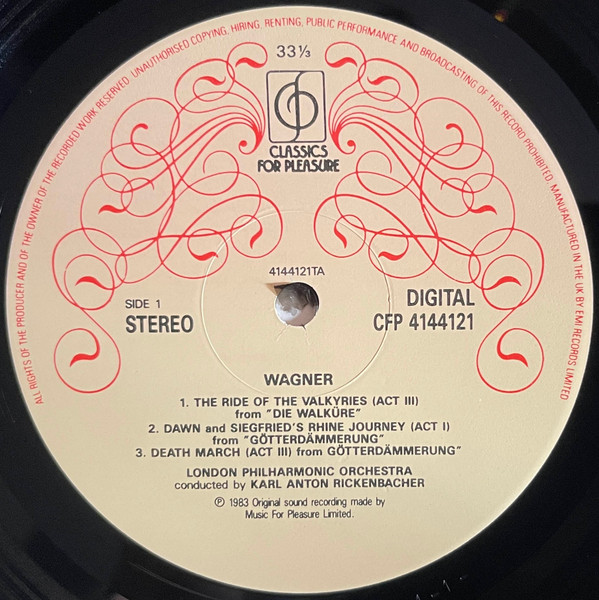 ALL RIGHTS OF THE PRODUCER AND OF THE OWNER OF THE RECORDED WORK RESERVED. UNAUTHORISED COPYING, HIRING, RENTING, PUBLIC PERFORMANCE AND BROADCASTING OF THIS RECORD PROHIBITED. MANUFACTURED IN THE UK BY EMI RECORDS LIMITED
33⅓
CLASSICS
FOR PLEASURE
4144121TA
SIDE 1
STEREO
DIGITAL
CFP 4144121
WAGNER
1. THE RIDE OF THE VALKYRIES (ACT III)
from "DIE WALKÜRE"
2. DAWN and SIEGFRIED'S RHINE JOURNEY (ACT I)
from "GÖTTERDÄMMERUNG"
3. DEATH MARCH (ACT III) from GÖTTERDÄMMERUNG"
LONDON PHILHARMONIC ORCHESTRA
conducted by KARL ANTON RICKENBACHER
℗ 1983 Original sound recording made by
Music For Pleasure Limited.